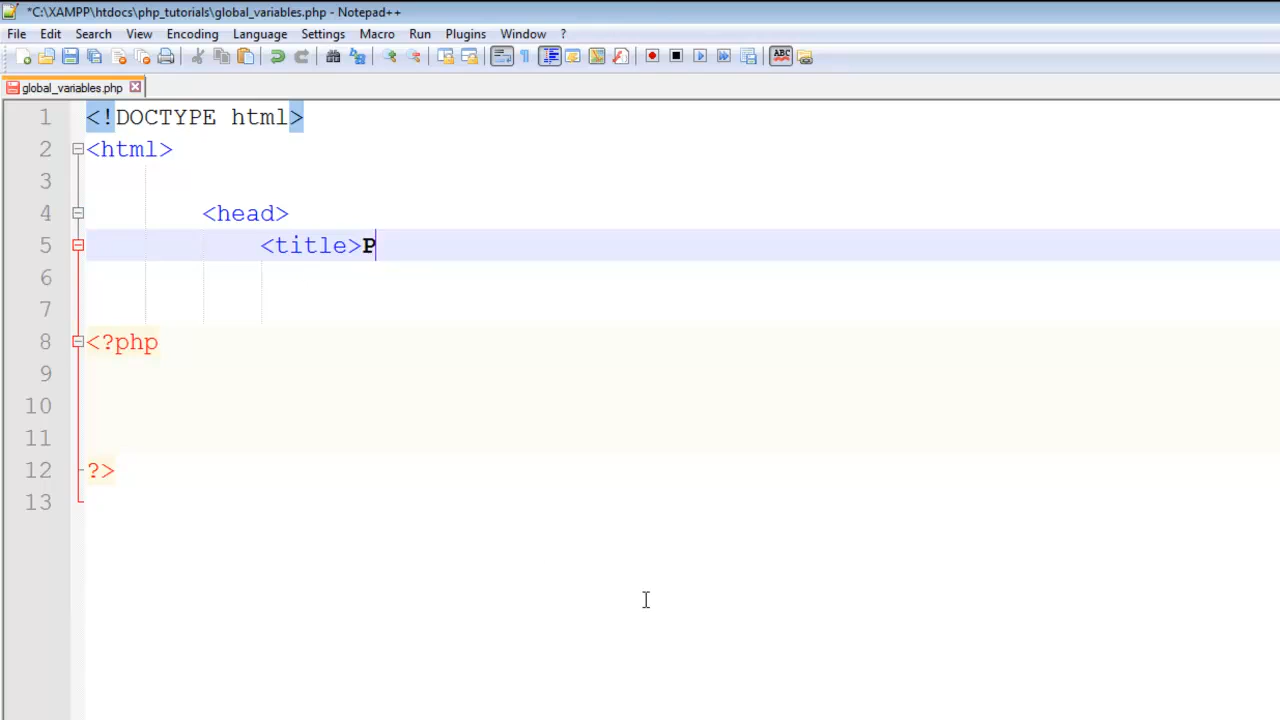 *C:\XAMPP\htdocs\php_tutorials\global_variables.php - Notepad++
File Edit Search View Encoding Language Settings Macro Run Plugins Window ?
ABC
global_variables.php
1 <!DOCTYPE html>
2 <html>
3
4 <head>
5 <title>P
6
7
8 <?php
9
10
11
12 ?>
13